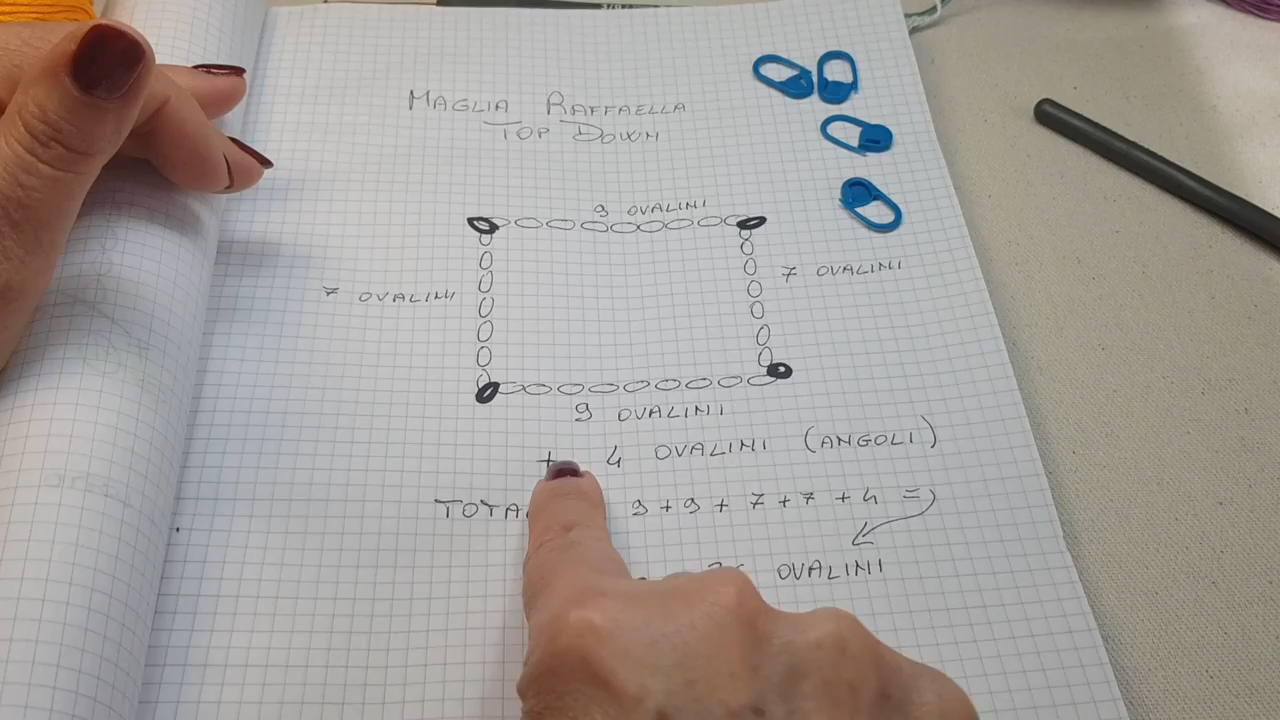 MAGLIA RAFFAELLA
TOP DOWN
9 OVALINI
7 OVALINI
7 OVALINI
9 OVALINI
+ 4 OVALINI (ANGOLI)
9 + 9 + 7 + 7 + 4 =
OVALINI